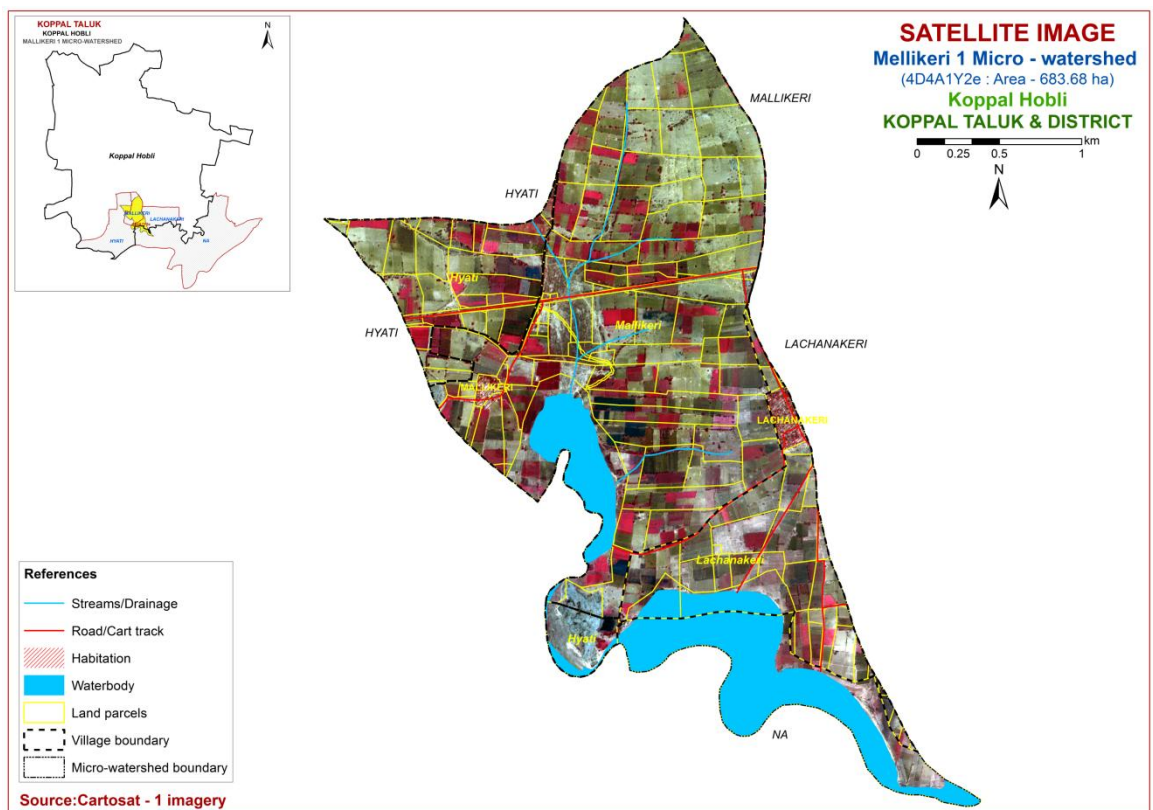 KOPPAL TALUK
KOPPAL HOBLI
MALLIKERI 1 MICRO-WATERSHED
N
Koppal Hobli
MALLIKERI
LACHANAKERI
HYATI
NA
SATELLITE IMAGE
Mellikeri 1 Micro - watershed
(4D4A1Y2e : Area - 683.68 ha)
Koppal Hobli
KOPPAL TALUK & DISTRICT
0 0.25 0.5 1 km
N
MALLIKERI
HYATI
Hyati
Mallikeri
HYATI
LACHANAKERI
MALLIKERI
LACHANAKERI
Lachanakeri
Hyati
NA
References
Streams/Drainage
Road/Cart track
Habitation
Waterbody
Land parcels
Village boundary
Micro-watershed boundary
Source:Cartosat - 1 imagery